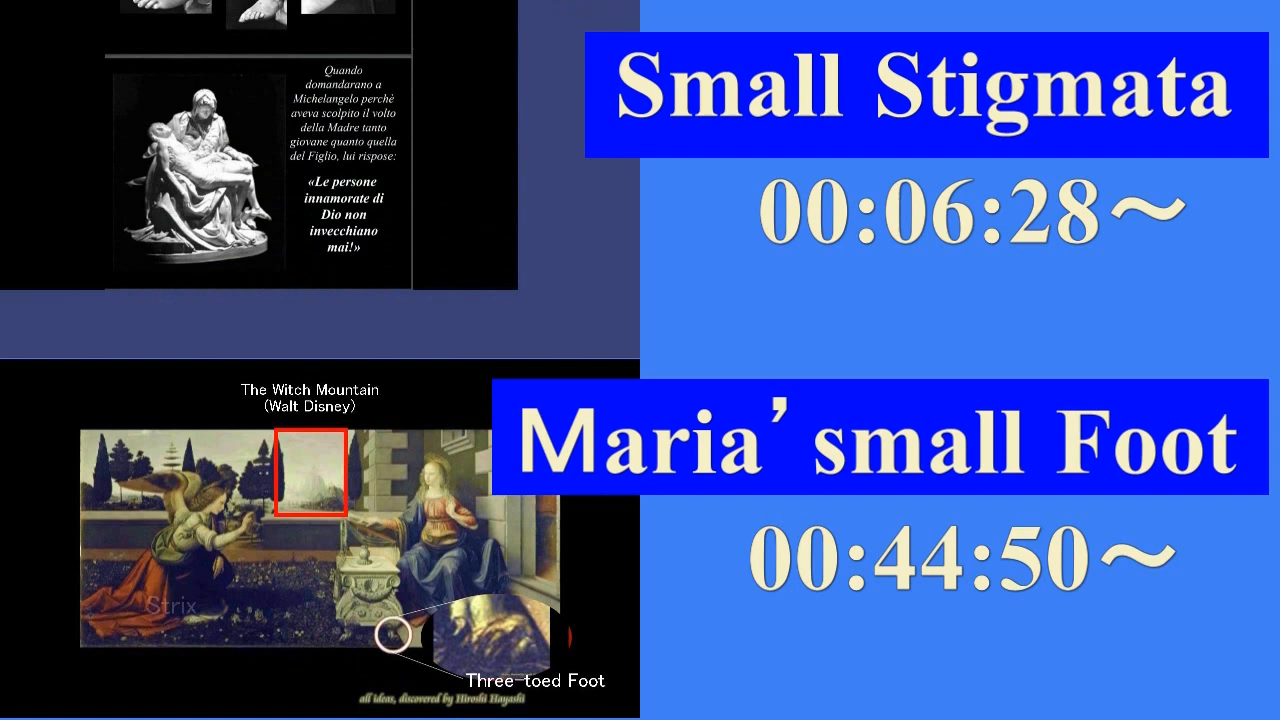 Quando
domandarano a
Michelangelo perchè
aveva scolpito il volto
della Madre tanto
giovane quanto quella
del Figlio, lui rispose:
«Le persone
innamorate di
Dio non
invecchiano
mai!»
Small Stigmata
00:06:28～
The Witch Mountain
(Walt Disney)
Maria’small Foot
00:44:50～
Strix
Three-toed Foot
all ideas, discovered by Hiroshi Hayashi